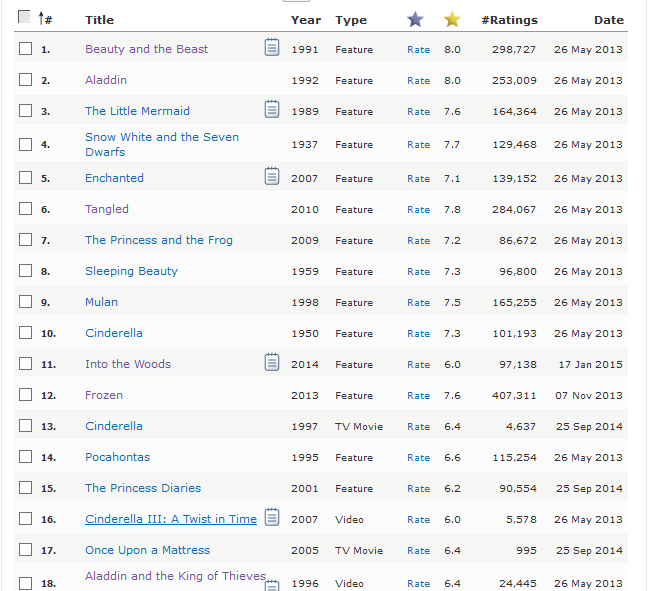 # Title Year Type #Ratings Date
1. Beauty and the Beast 1991 Feature Rate 8.0 298,727 26 May 2013
2. Aladdin 1992 Feature Rate 8.0 253,009 26 May 2013
3. The Little Mermaid 1989 Feature Rate 7.6 164,364 26 May 2013
4. Snow White and the Seven Dwarfs 1937 Feature Rate 7.7 129,468 26 May 2013
5. Enchanted 2007 Feature Rate 7.1 139,152 26 May 2013
6. Tangled 2010 Feature Rate 7.8 284,067 26 May 2013
7. The Princess and the Frog 2009 Feature Rate 7.2 86,672 26 May 2013
8. Sleeping Beauty 1959 Feature Rate 7.3 96,800 26 May 2013
9. Mulan 1998 Feature Rate 7.5 165,255 26 May 2013
10. Cinderella 1950 Feature Rate 7.3 101,193 26 May 2013
11. Into the Woods 2014 Feature Rate 6.0 97,138 17 Jan 2015
12. Frozen 2013 Feature Rate 7.6 407,311 07 Nov 2013
13. Cinderella 1997 TV Movie Rate 6.4 4,637 25 Sep 2014
14. Pocahontas 1995 Feature Rate 6.6 115,254 26 May 2013
15. The Princess Diaries 2001 Feature Rate 6.2 90,554 25 Sep 2014
16. Cinderella III: A Twist in Time 2007 Video Rate 6.0 5,578 26 May 2013
17. Once Upon a Mattress 2005 TV Movie Rate 6.4 995 25 Sep 2014
18. Aladdin and the King of Thieves 1996 Video Rate 6.4 24,445 26 May 2013